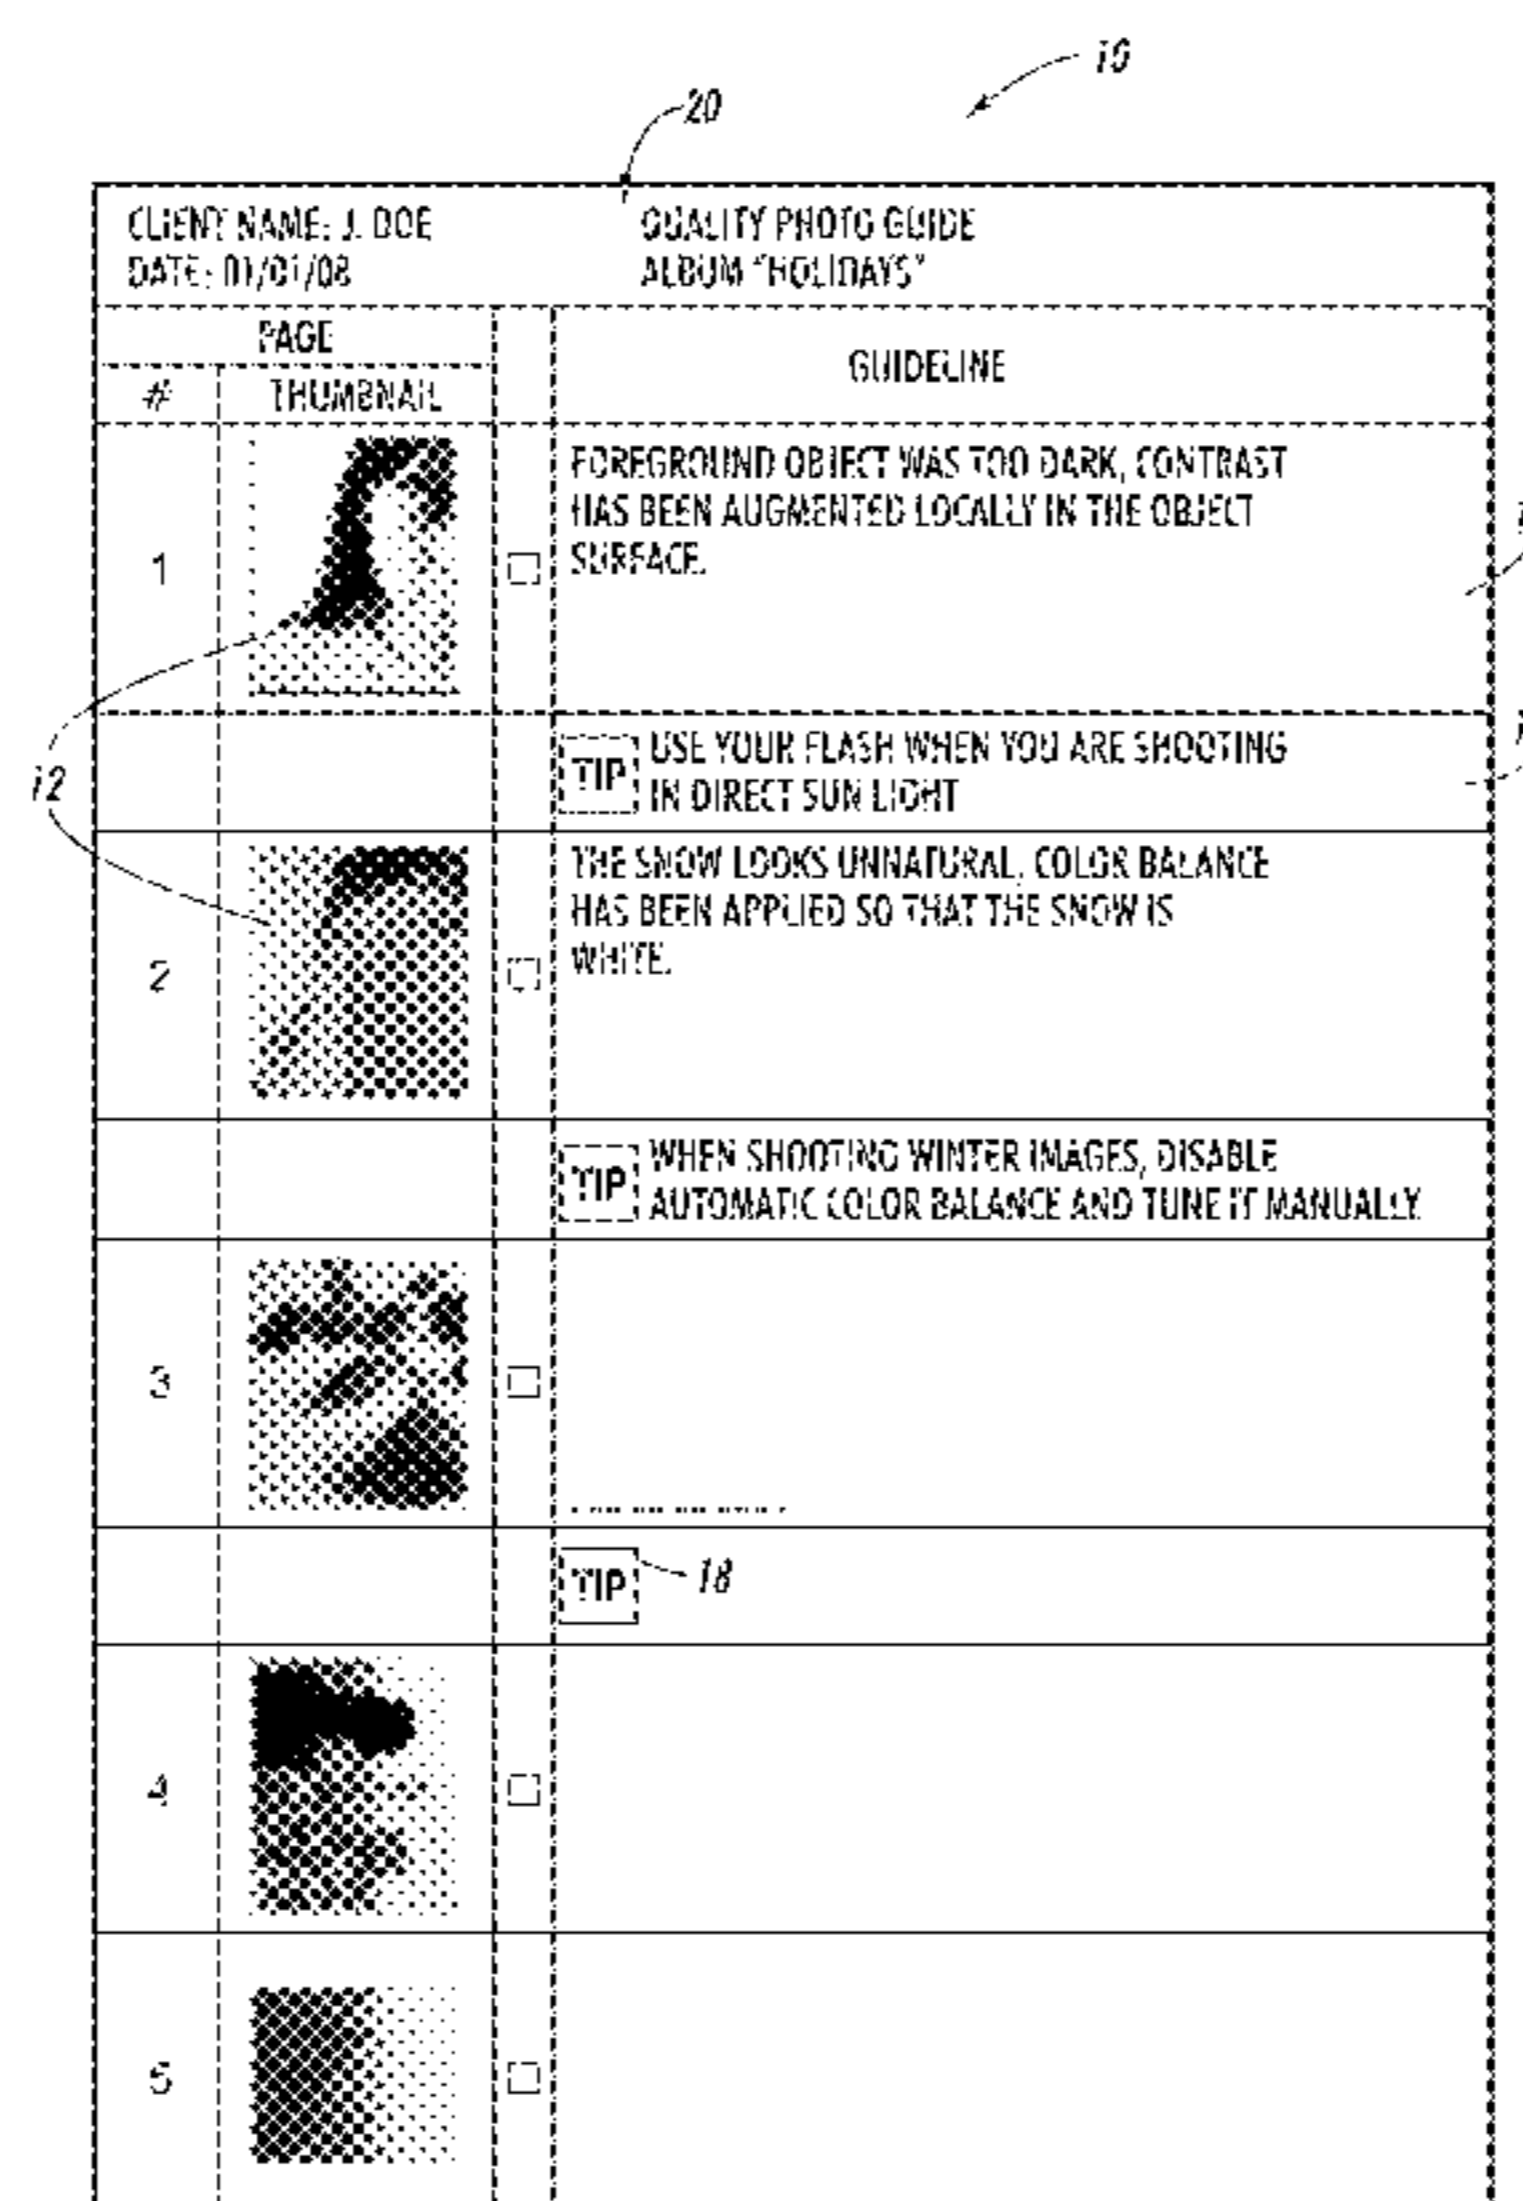 10
20
CLIENT NAME: J. DOE
DATE: 01/01/08
QUALITY PHOTO GUIDE
ALBUM "HOLIDAYS"
PAGE
GUIDELINE
#
THUMBNAIL
1
FOREGROUND OBJECT WAS TOO DARK, CONTRAST
HAS BEEN AUGMENTED LOCALLY IN THE OBJECT
SURFACE.
12
TIP
USE YOUR FLASH WHEN YOU ARE SHOOTING
IN DIRECT SUN LIGHT
2
THE SNOW LOOKS UNNATURAL, COLOR BALANCE
HAS BEEN APPLIED SO THAT THE SNOW IS
WHITE.
TIP
WHEN SHOOTING WINTER IMAGES, DISABLE
AUTOMATIC COLOR BALANCE AND TUNE IT MANUALLY
3
TIP
18
4
5